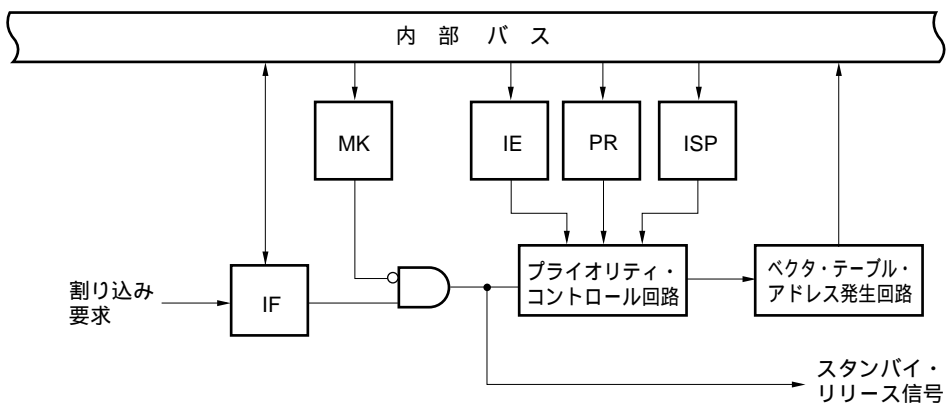 内 部 バ ス
MK
IE
PR
ISP
割り込み
要求
IF
プライオリティ・
コントロール回路
ベクタ・テーブル・
アドレス発生回路
スタンバイ・
リリース信号